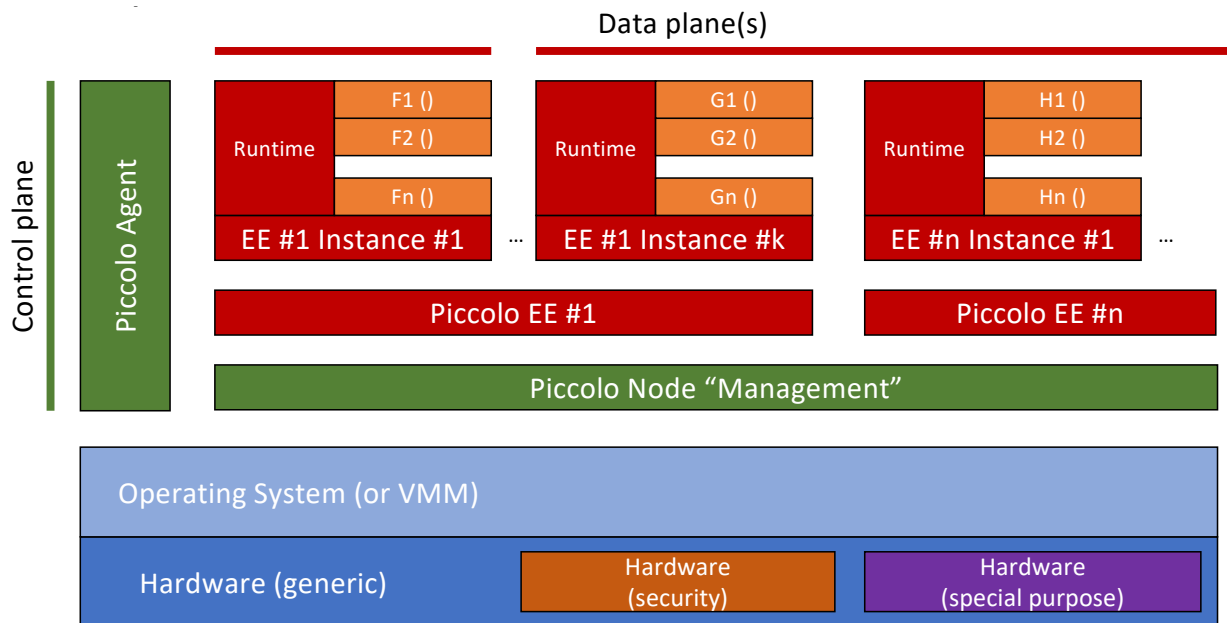 Data plane(s)
Control plane
Piccolo Agent
Runtime
F1 ()
F2 ()
Fn ()
EE #1 Instance #1
...
Runtime
G1 ()
G2 ()
Gn ()
EE #1 Instance #k
Runtime
H1 ()
H2 ()
Hn ()
EE #n Instance #1
...
Piccolo EE #1
Piccolo EE #n
Piccolo Node “Management”
Operating System (or VMM)
Hardware (generic)
Hardware
(security)
Hardware
(special purpose)